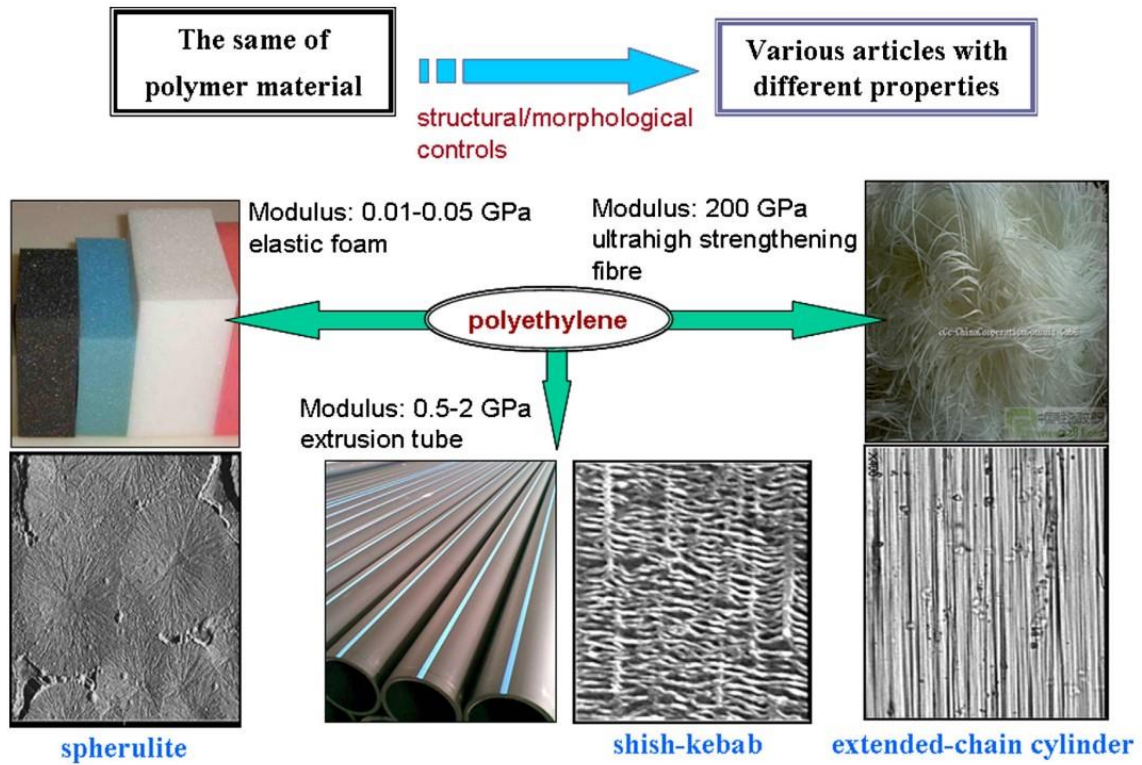 The same of
polymer material
structural/morphological
controls
Various articles with
different properties
Modulus: 0.01-0.05 GPa
elastic foam
Modulus: 200 GPa
ultrahigh strengthening
fibre
polyethylene
Modulus: 0.5-2 GPa
extrusion tube
spherulite
shish-kebab
extended-chain cylinder